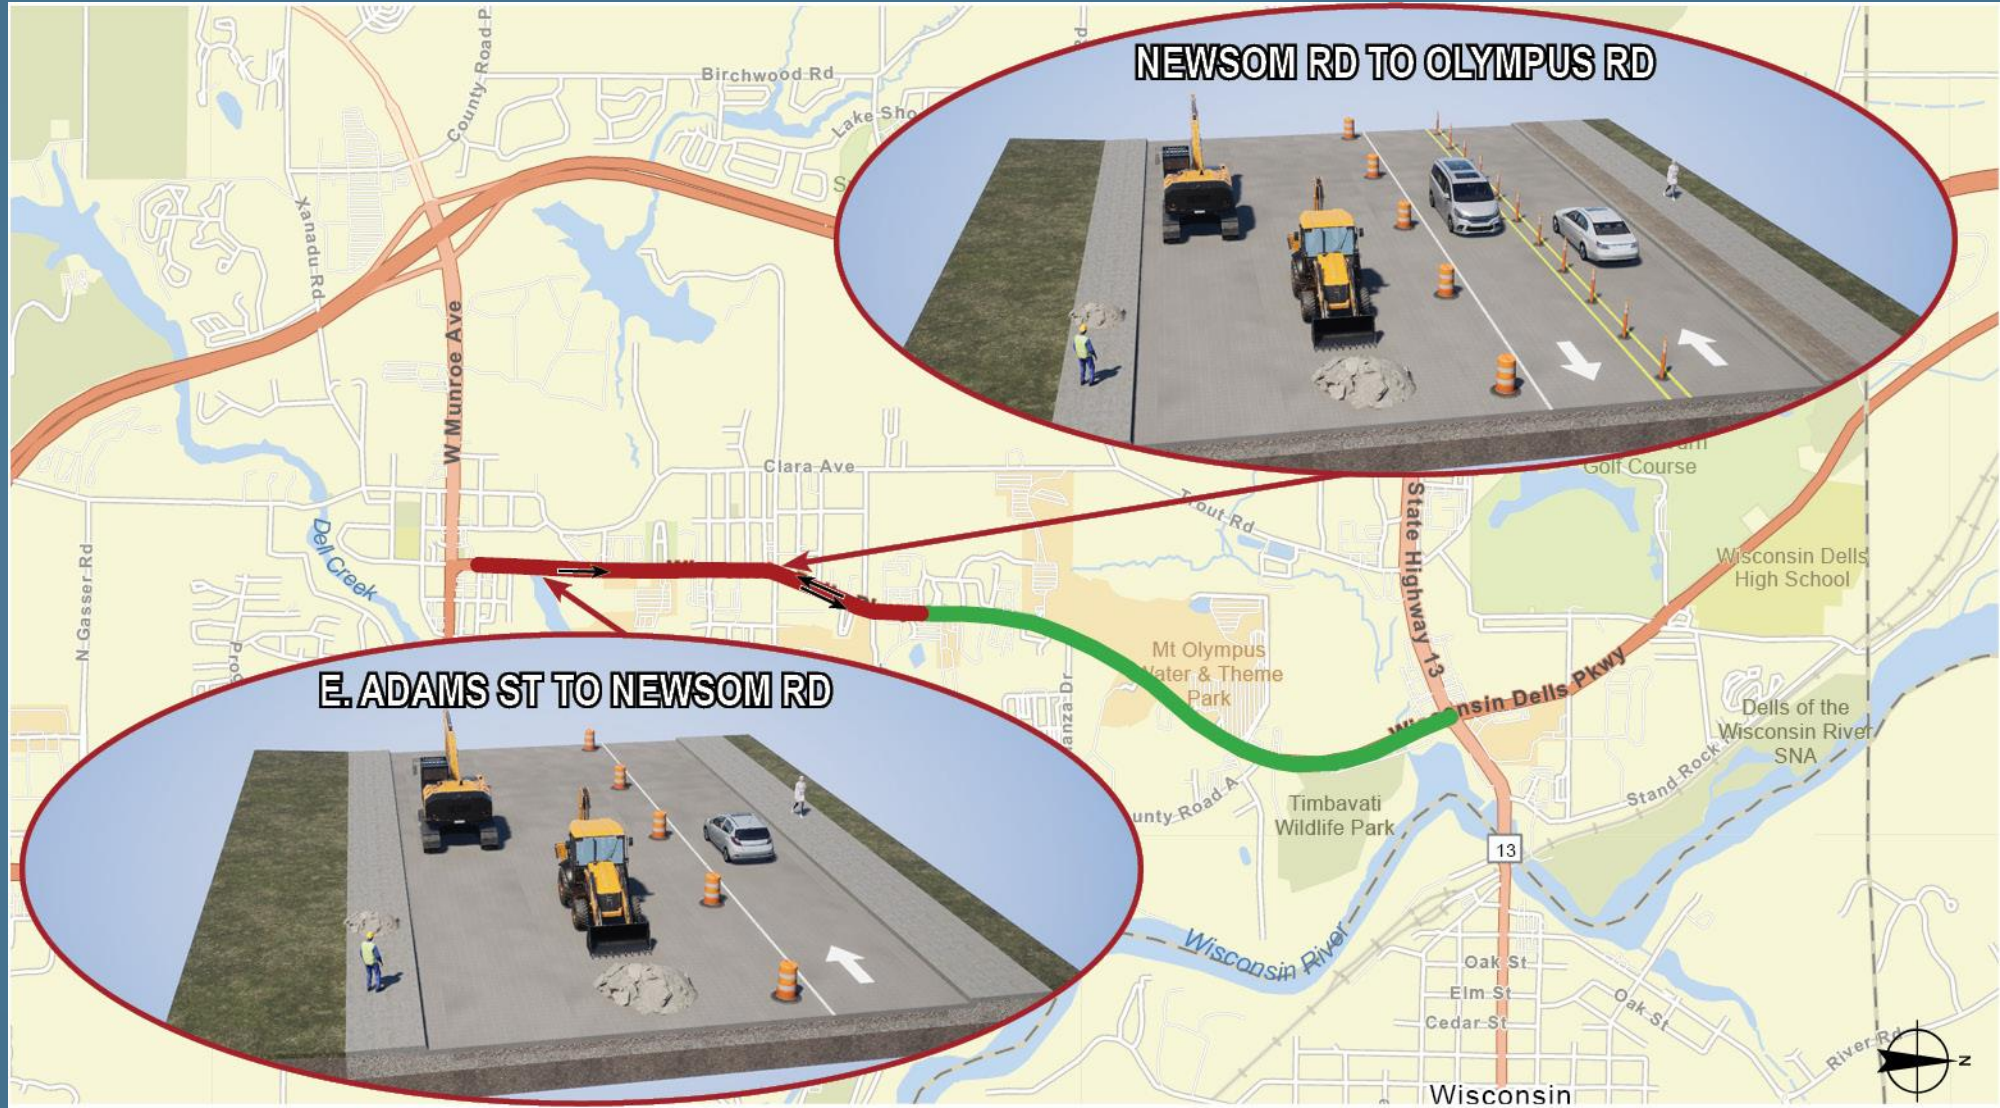 Birchwood Rd
County Road P
Lake Sho
Xanadu Rd
W Munroe Ave
NEWSOM RD TO OLYMPUS RD
Clara Ave
Golf Course
Trout Rd
State Highway 13
Dell Creek
N Gasser Rd
Wisconsin Dells
High School
Mt Olympus
Water & Theme
Park
Wisconsin Dells Pkwy
Dells of the
Wisconsin River
SNA
Stand Rock
E. ADAMS ST TO NEWSOM RD
unty Road A
Timbavati
Wildlife Park
13
Wisconsin River
Oak St
Elm St
Cedar St
Oak St
River Rd
N
Wisconsin